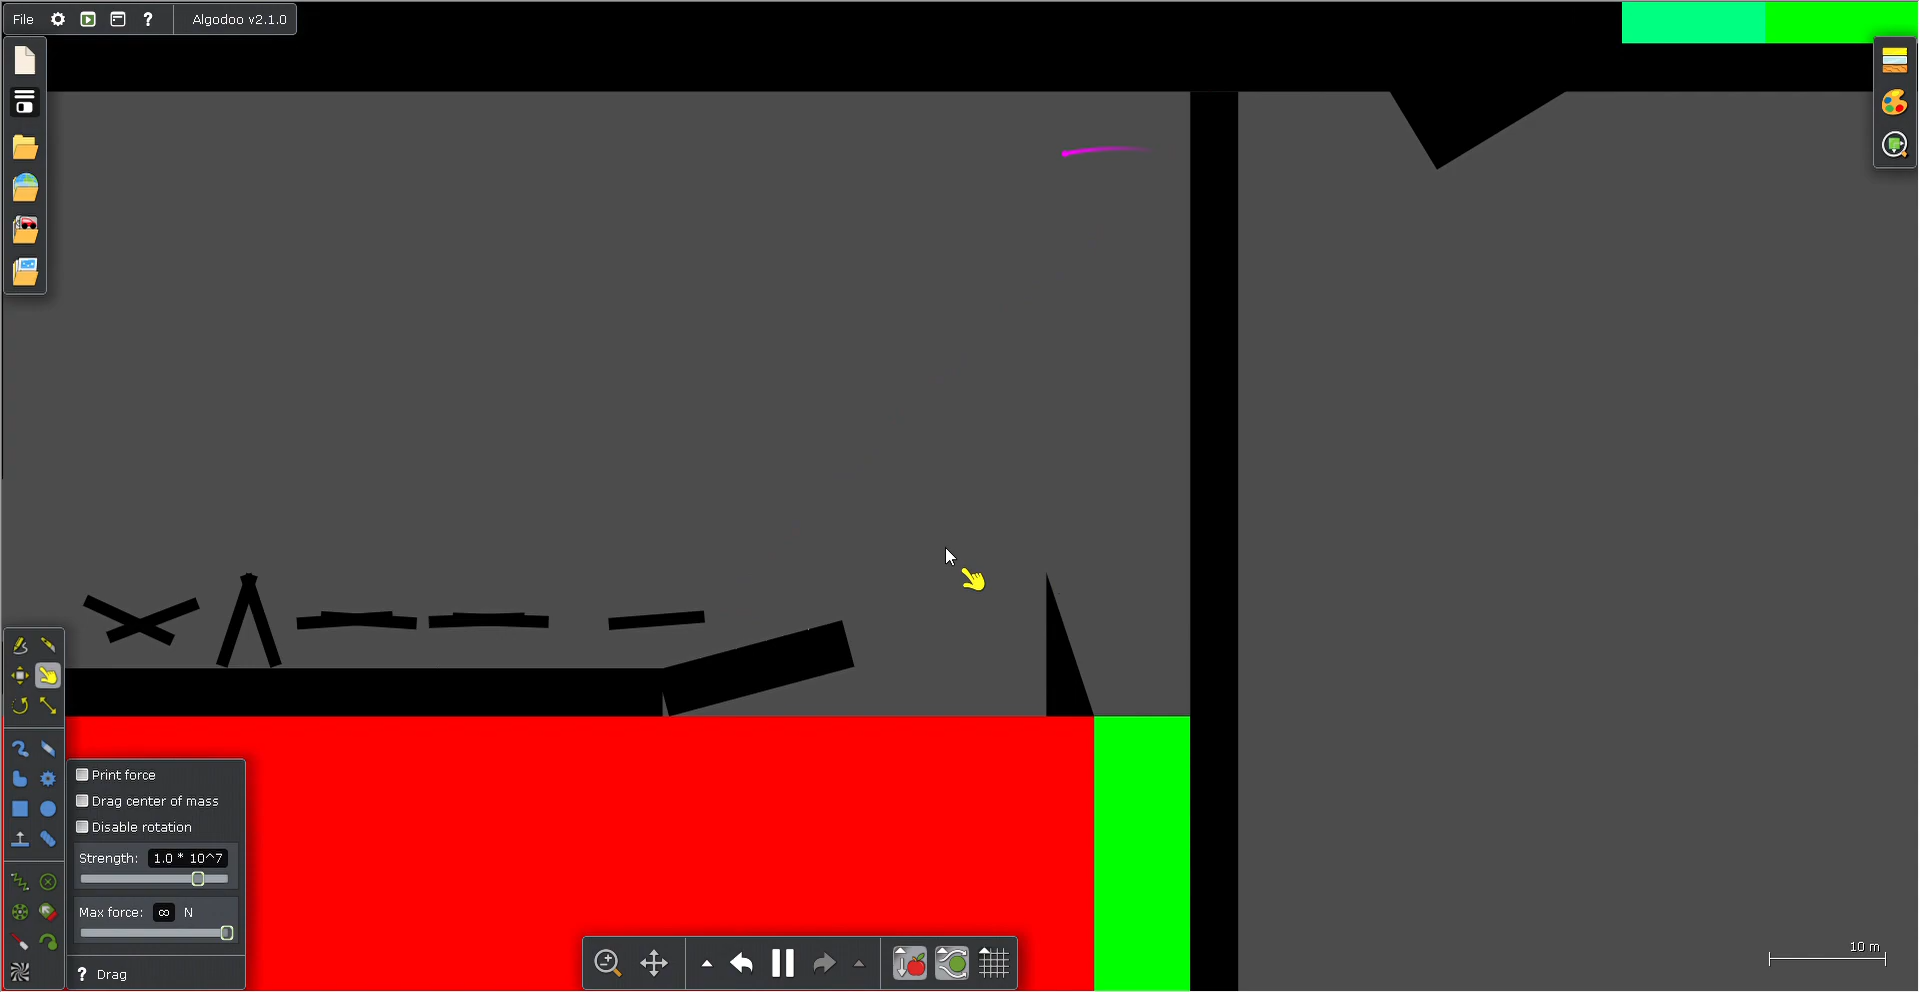 File ? Algodoo v2.1.0
Print force
Drag center of mass
Disable rotation
Strength: 1.0 * 10^7
Max force: ∞ N
? Drag
10 m